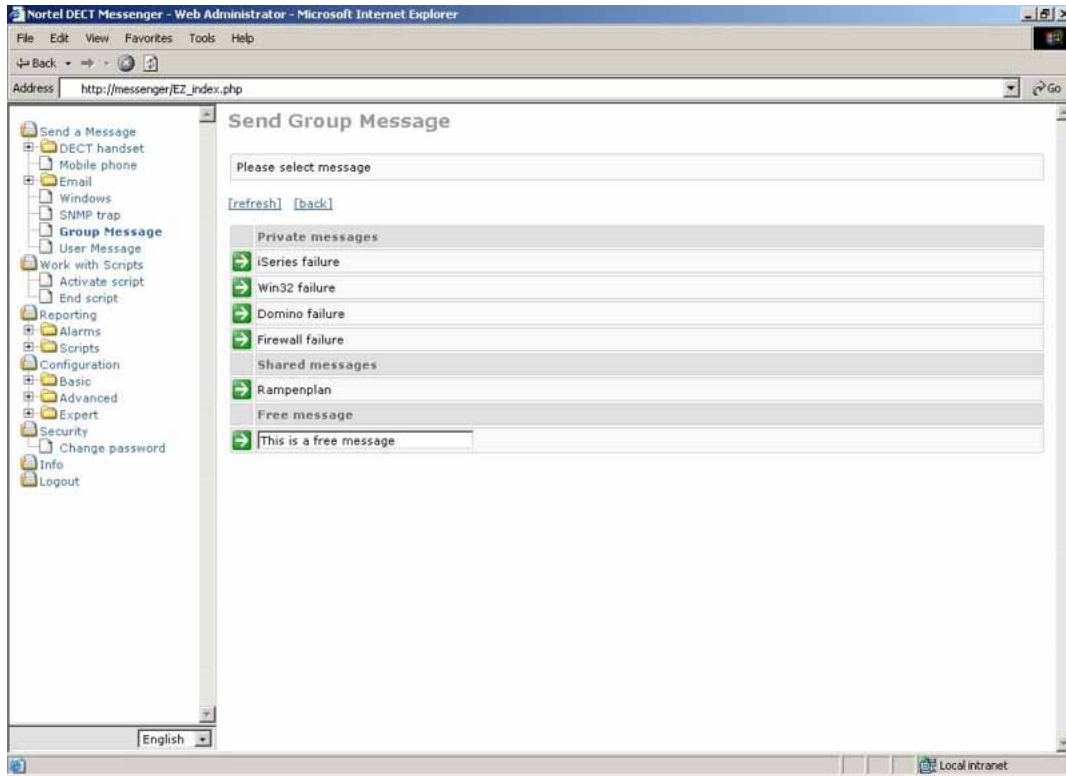 Nortel DECT Messenger - Web Administrator - Microsoft Internet Explorer
File Edit View Favorites Tools Help
Back
Address http://messenger/EZ_index.php Go
Send a Message
DECT handset
Mobile phone
Email
Windows
SNMP trap
Group Message
User Message
Work with Scripts
Activate script
End script
Reporting
Alarms
Scripts
Configuration
Basic
Advanced
Expert
Security
Change password
Info
Logout
English
Send Group Message
Please select message
[refresh] [back]
Private messages
iSeries failure
Win32 failure
Domino failure
Firewall failure
Shared messages
Rampenplan
Free message
This is a free message
Local intranet